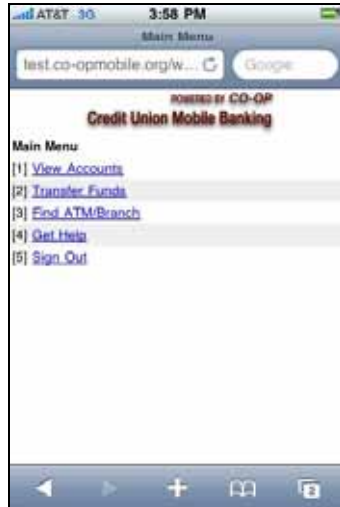 AT&T 3G 3:58 PM
Main Menu
test.co-opmobile.org/w... Google
POWERED BY CO-OP
Credit Union Mobile Banking
Main Menu
[1] View Accounts
[2] Transfer Funds
[3] Find ATM/Branch
[4] Get Help
[5] Sign Out
2